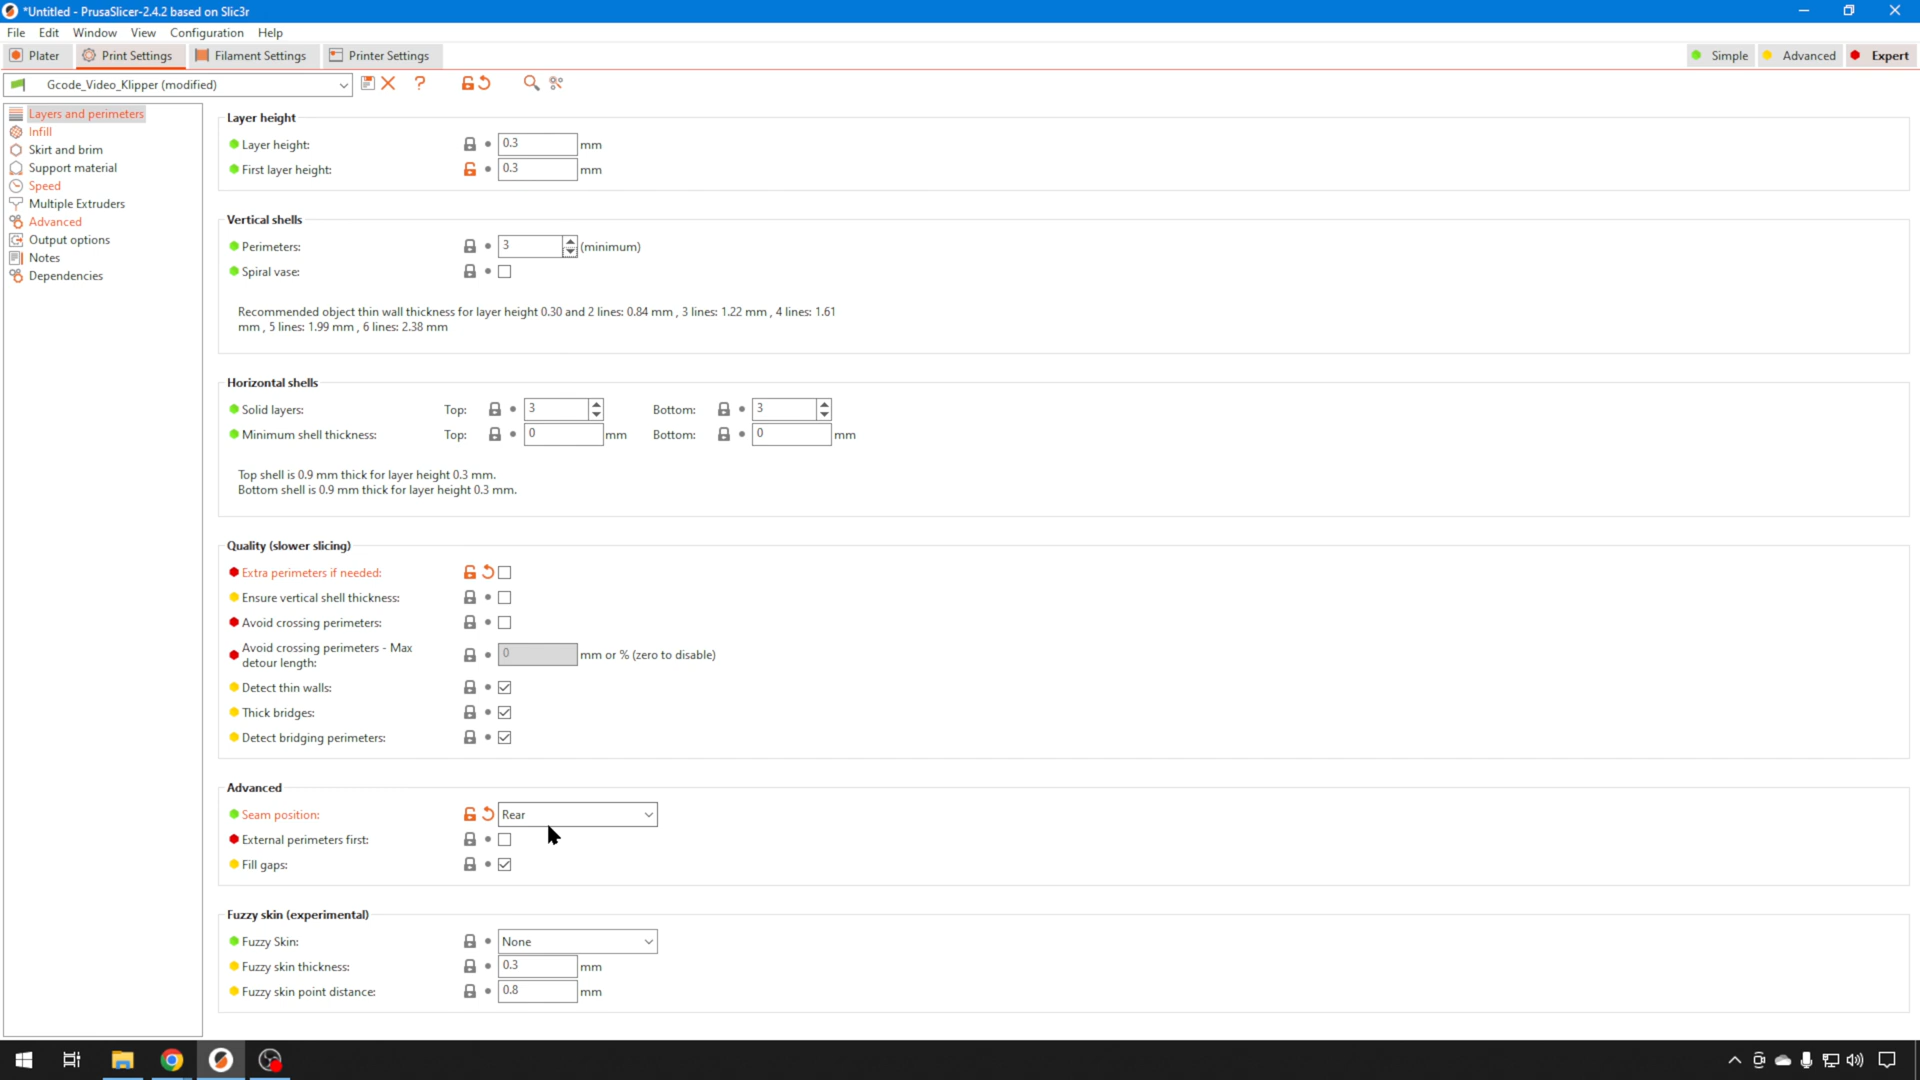 *Untitled - PrusaSlicer-2.4.2 based on Slic3r
File Edit Window View Configuration Help
Plater Print Settings Filament Settings Printer Settings Simple Advanced Expert
Gcode_Video_Klipper (modified)
Layers and perimeters
Infill
Skirt and brim
Support material
Speed
Multiple Extruders
Advanced
Output options
Notes
Dependencies
Layer height
Layer height: 0.3 mm
First layer height: 0.3 mm
Vertical shells
Perimeters: 3 (minimum)
Spiral vase:
Recommended object thin wall thickness for layer height 0.30 and 2 lines: 0.84 mm , 3 lines: 1.22 mm , 4 lines: 1.61
mm , 5 lines: 1.99 mm , 6 lines: 2.38 mm
Horizontal shells
Solid layers: Top: 3 Bottom: 3
Minimum shell thickness: Top: 0 mm Bottom: 0 mm
Top shell is 0.9 mm thick for layer height 0.3 mm.
Bottom shell is 0.9 mm thick for layer height 0.3 mm.
Quality (slower slicing)
Extra perimeters if needed:
Ensure vertical shell thickness:
Avoid crossing perimeters:
Avoid crossing perimeters - Max
detour length: 0 mm or % (zero to disable)
Detect thin walls:
Thick bridges:
Detect bridging perimeters:
Advanced
Seam position: Rear
External perimeters first:
Fill gaps:
Fuzzy skin (experimental)
Fuzzy Skin: None
Fuzzy skin thickness: 0.3 mm
Fuzzy skin point distance: 0.8 mm